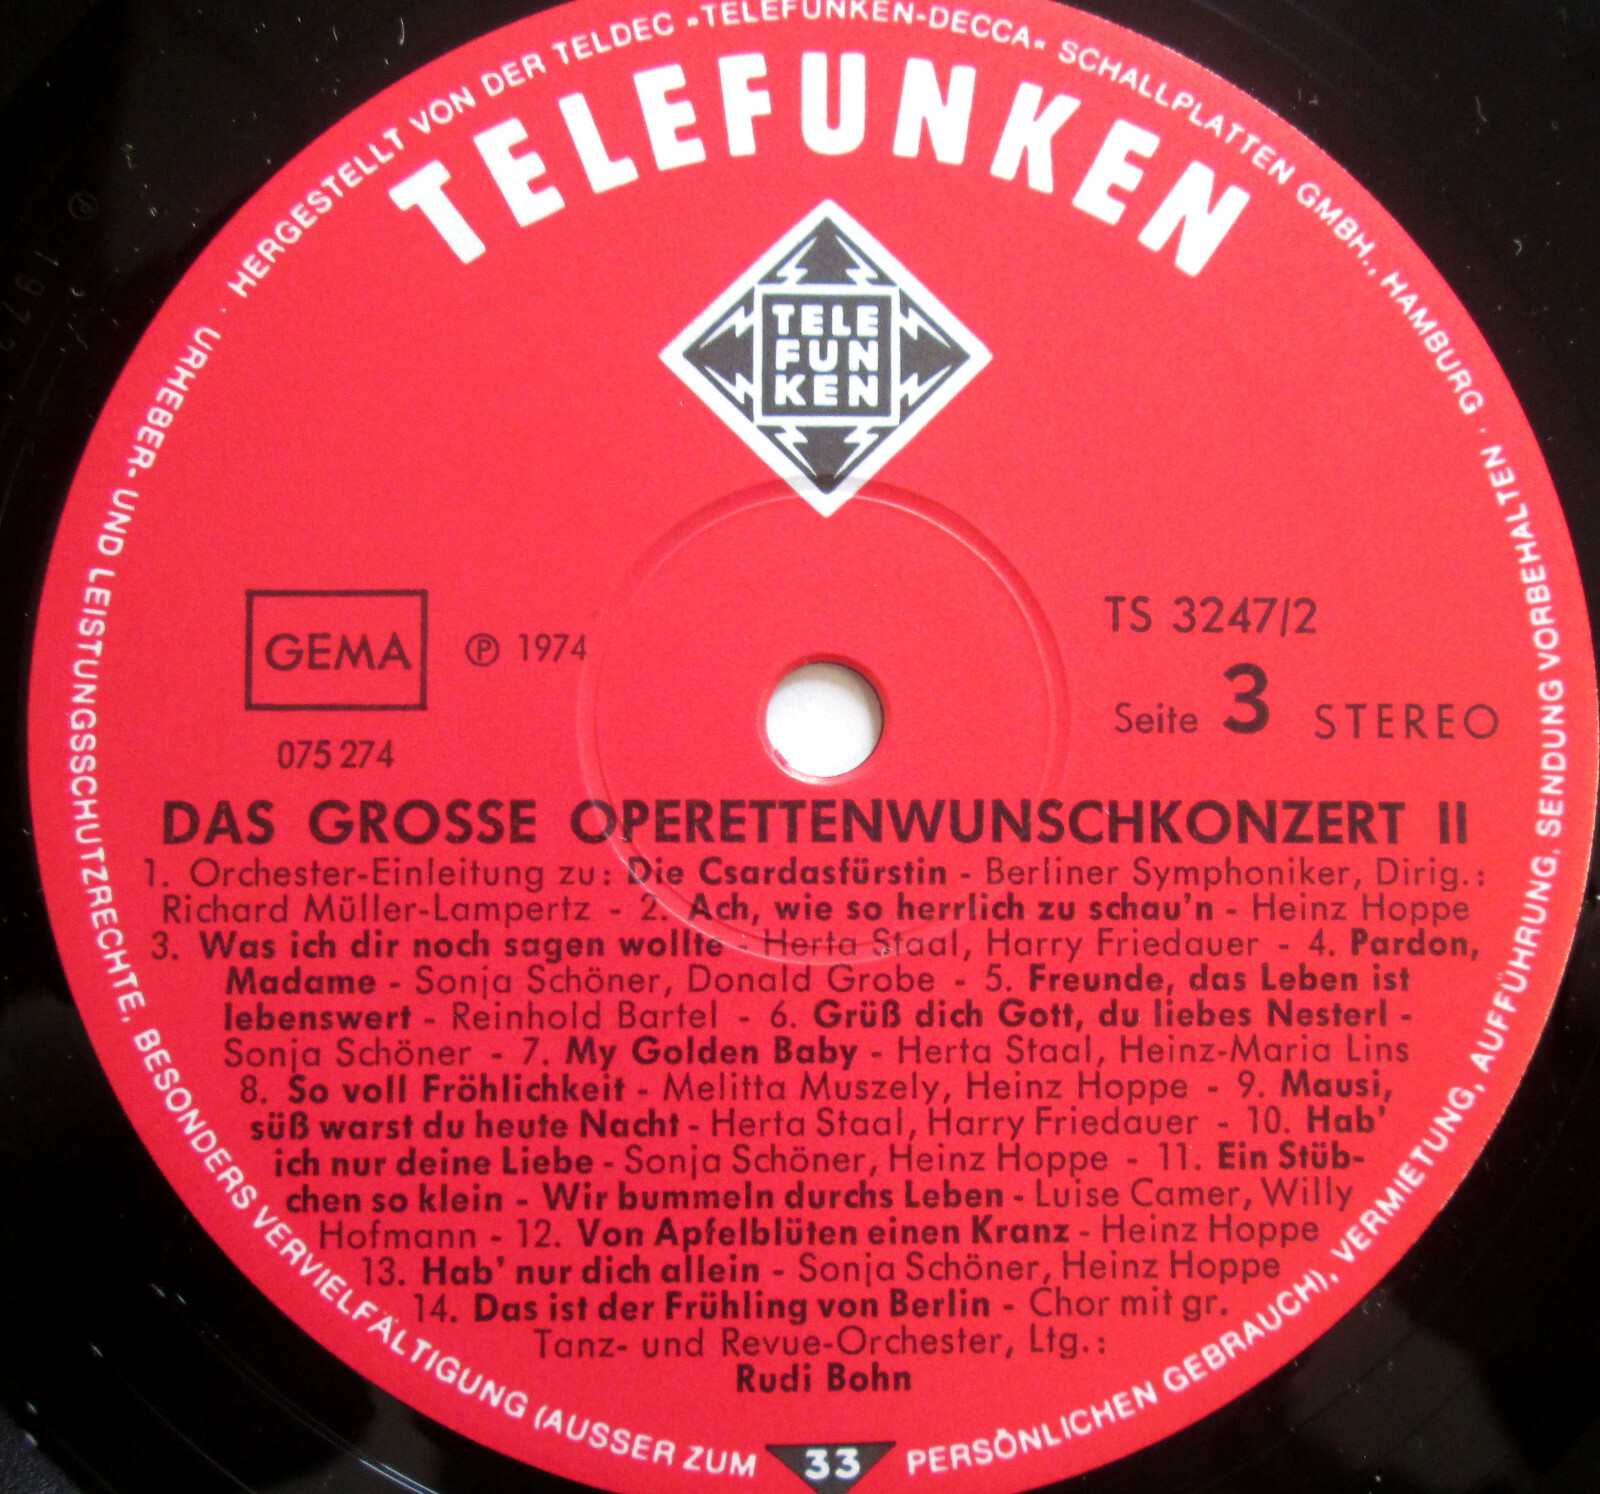 HERGESTELLT VON DER TELDEC »TELEFUNKEN-DECCA« SCHALLPLATTEN GMBH., HAMBURG ·
URHEBER- UND LEISTUNGSSCHUTZRECHTE, BESONDERS VERVIELFÄLTIGUNG (AUSSER ZUM PERSÖNLICHEN GEBRAUCH), VERMIETUNG, AUFFÜHRUNG, SENDUNG VORBEHALTEN ·
TELEFUNKEN
TELE
FUN
KEN
GEMA
℗ 1974
075 274
TS 3247/2
Seite 3 STEREO
DAS GROSSE OPERETTENWUNSCHKONZERT II
1. Orchester-Einleitung zu: Die Csardasfürstin - Berliner Symphoniker, Dirig.:
Richard Müller-Lampertz - 2. Ach, wie so herrlich zu schau'n - Heinz Hoppe
3. Was ich dir noch sagen wollte - Herta Staal, Harry Friedauer - 4. Pardon,
Madame - Sonja Schöner, Donald Grobe - 5. Freunde, das Leben ist
lebenswert - Reinhold Bartel - 6. Grüß dich Gott, du liebes Nesterl -
Sonja Schöner - 7. My Golden Baby - Herta Staal, Heinz-Maria Lins
8. So voll Fröhlichkeit - Melitta Muszely, Heinz Hoppe - 9. Mausi,
süß warst du heute Nacht - Herta Staal, Harry Friedauer - 10. Hab'
ich nur deine Liebe - Sonja Schöner, Heinz Hoppe - 11. Ein Stüb-
chen so klein - Wir bummeln durchs Leben - Luise Camer, Willy
Hofmann - 12. Von Apfelblüten einen Kranz - Heinz Hoppe
13. Hab' nur dich allein - Sonja Schöner, Heinz Hoppe
14. Das ist der Frühling von Berlin - Chor mit gr.
Tanz- und Revue-Orchester, Ltg.:
Rudi Bohn
33